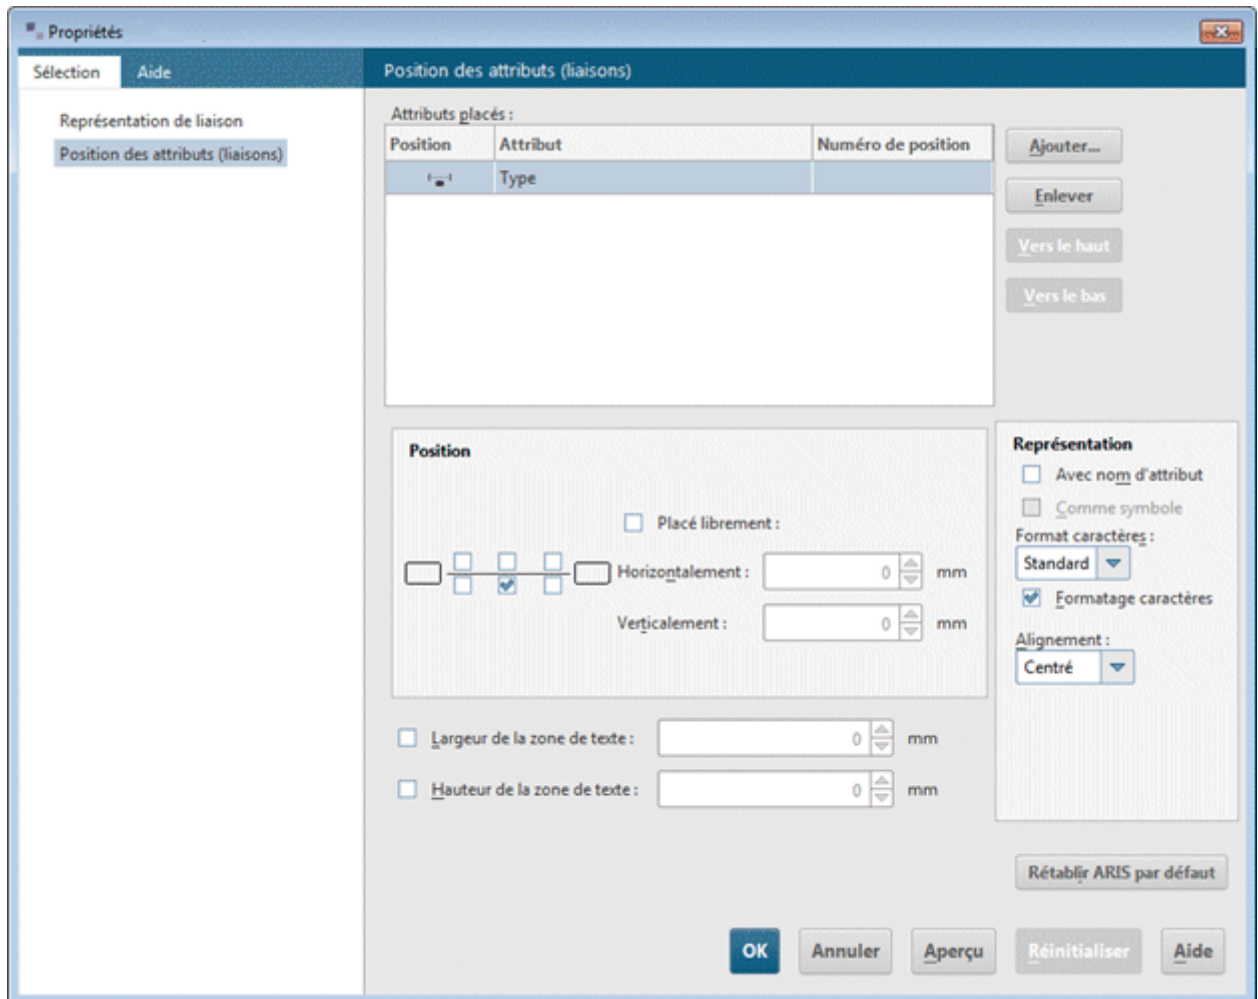 Propriétés
Sélection Aide Position des attributs (liaisons)
Représentation de liaison
Position des attributs (liaisons)
Attributs placés :
Position Attribut Numéro de position
Type
Ajouter...
Enlever
Vers le haut
Vers le bas
Position
Placé librement :
Horizontalement : 0 mm
Verticalement : 0 mm
Représentation
Avec nom d'attribut
Comme symbole
Format caractères :
Standard
Formatage caractères
Alignement :
Centré
Largeur de la zone de texte : 0 mm
Hauteur de la zone de texte : 0 mm
Rétablir ARIS par défaut
OK Annuler Aperçu Réinitialiser Aide